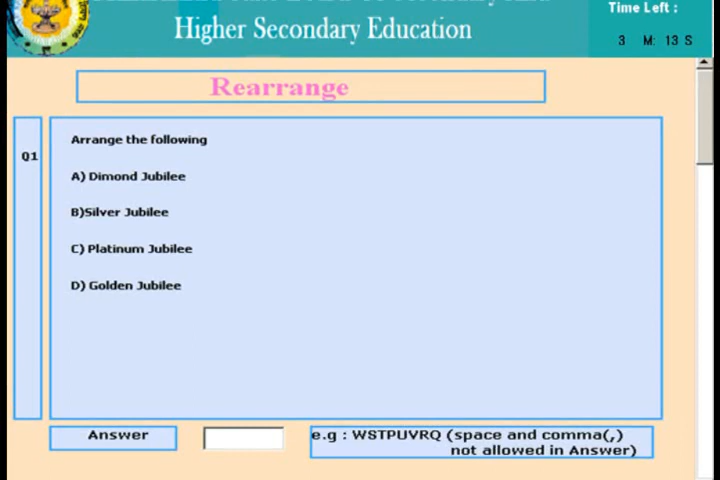 Higher Secondary Education
Time Left :
3 M: 13 S
Rearrange
Q1
Arrange the following
A) Dimond Jubilee
B)Silver Jubilee
C) Platinum Jubilee
D) Golden Jubilee
Answer
e.g : WSTPUVRQ (space and comma(,)
not allowed in Answer)